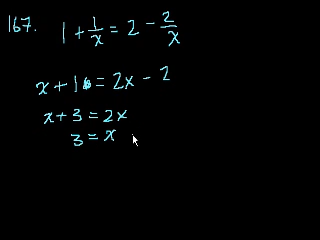 167. 1 + 1/x = 2 - 2/x
x + 1 = 2x - 2
x + 3 = 2x
3 = x